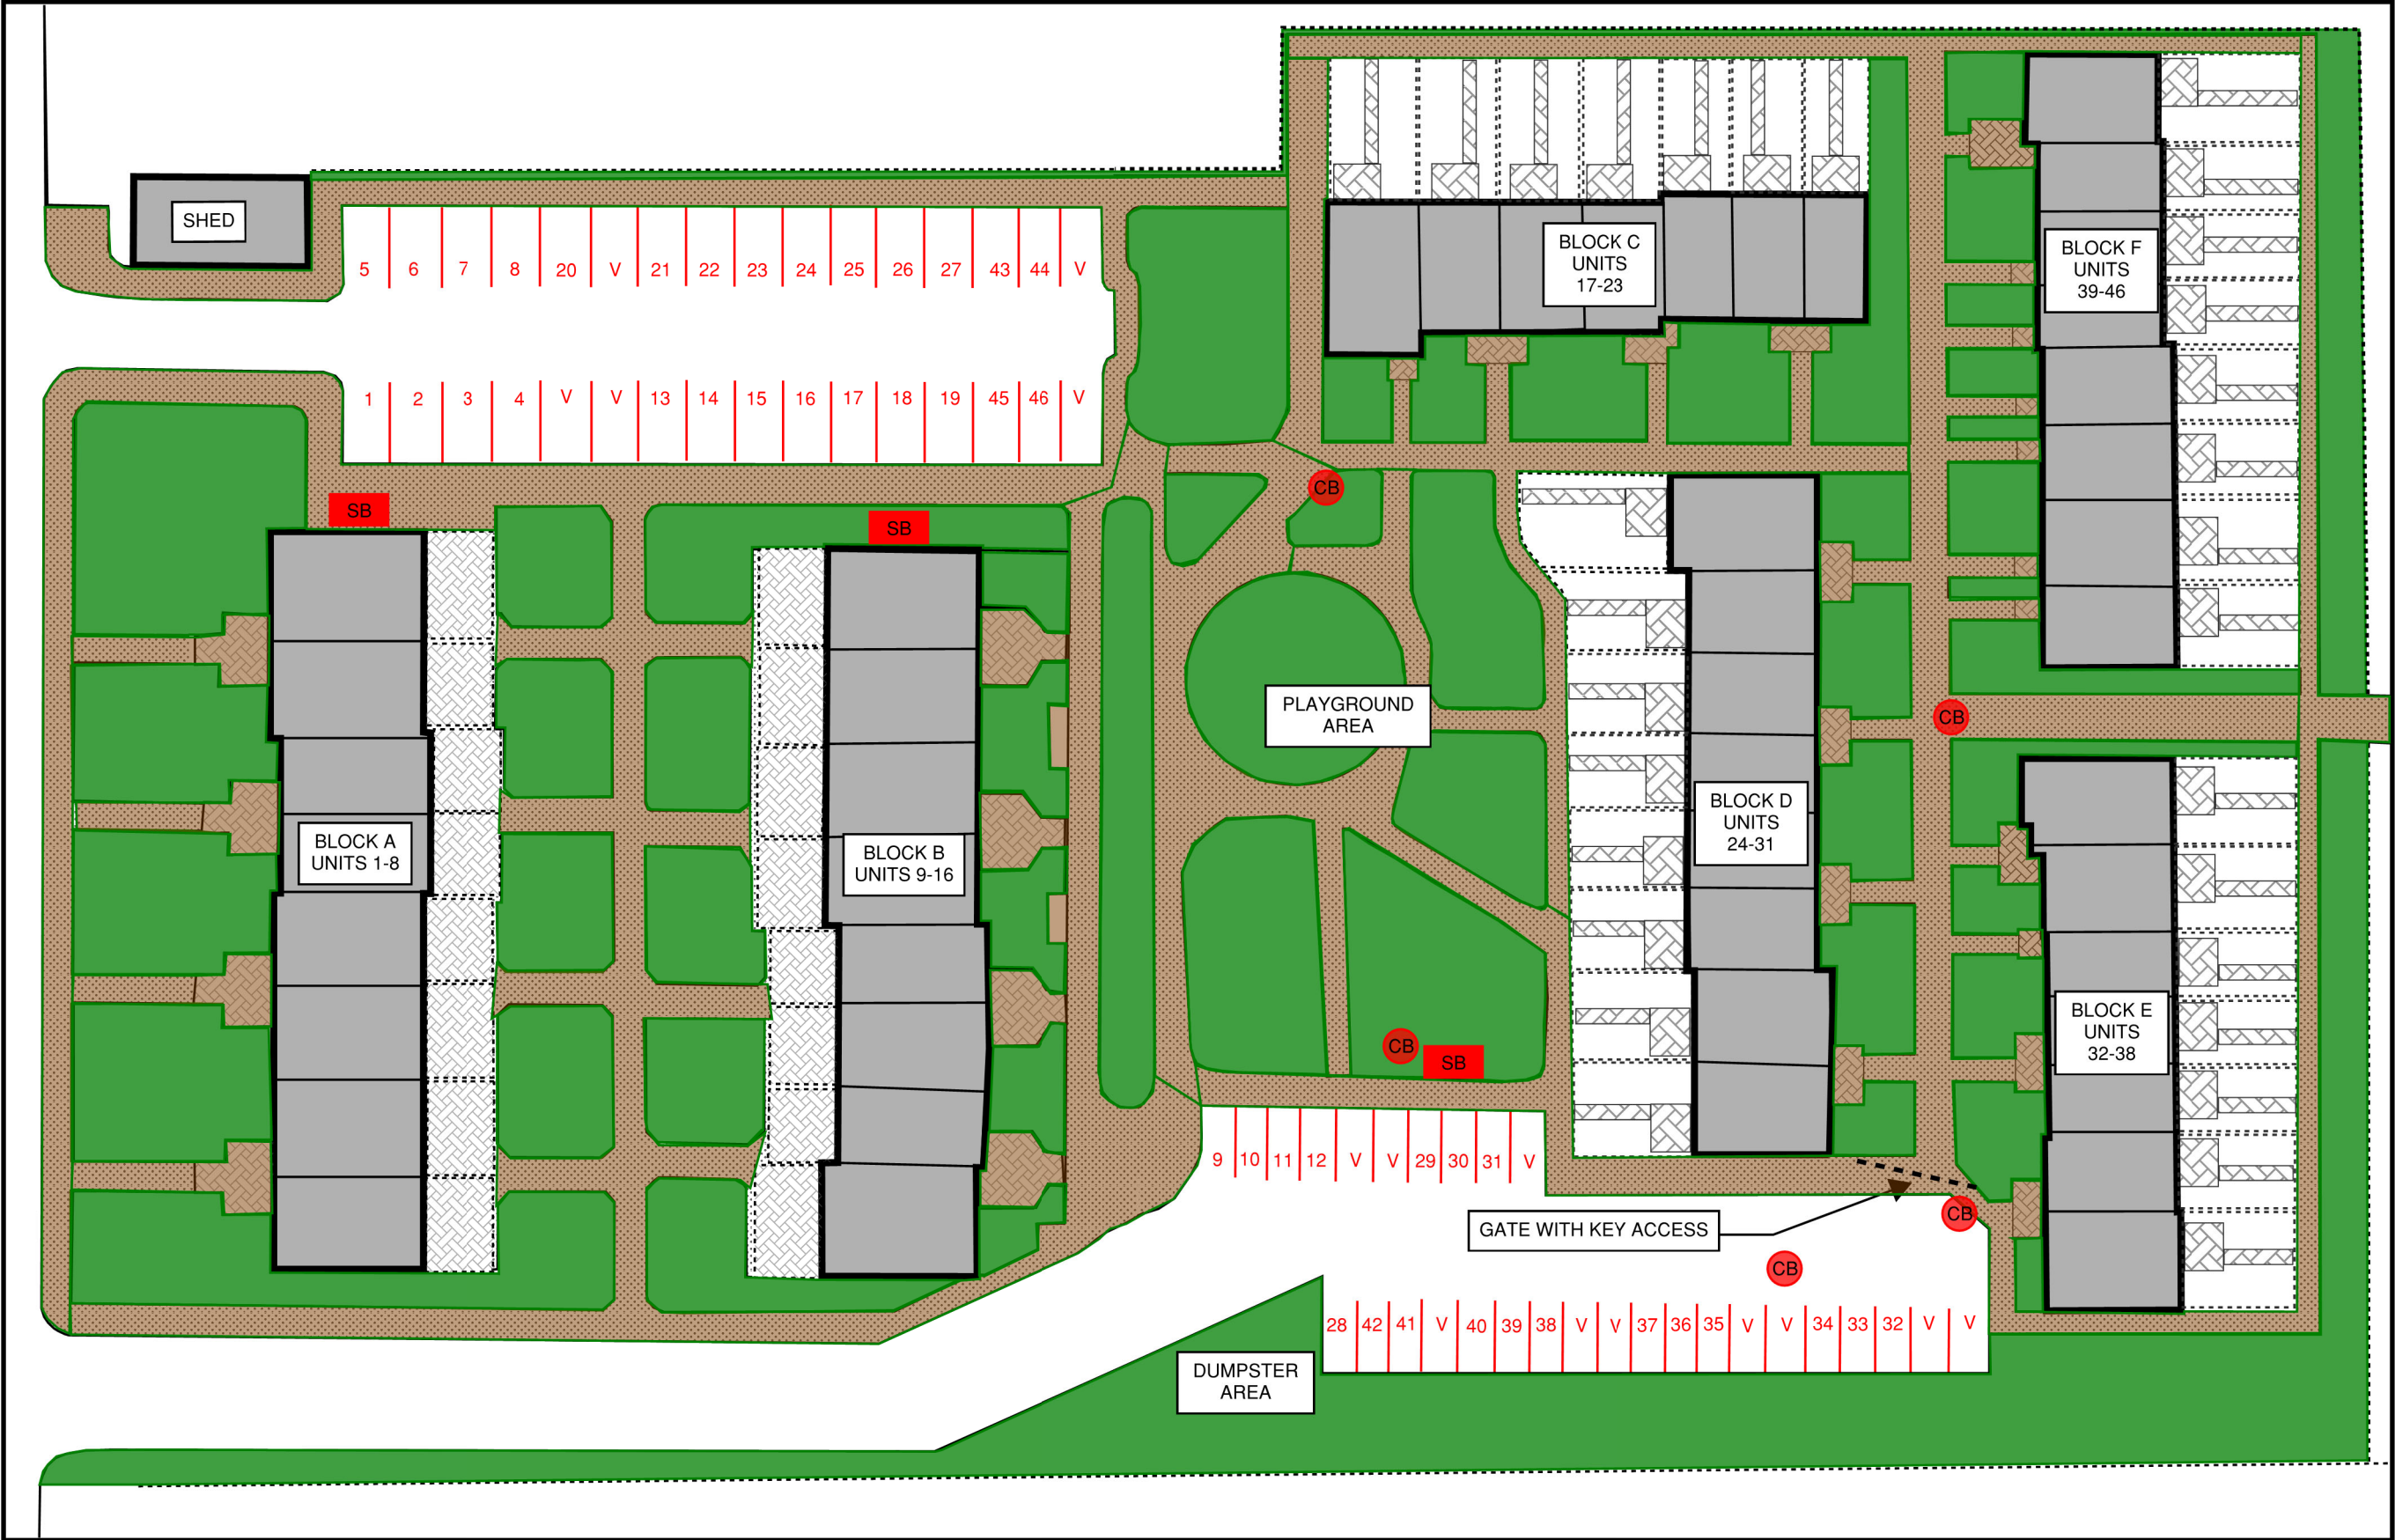 SHED
BLOCK C
UNITS
17-23
BLOCK F
UNITS
39-46
5 6 7 8 20 V 21 22 23 24 25 26 27 43 44 V
1 2 3 4 V V 13 14 15 16 17 18 19 45 46 V
CB
SB
SB
PLAYGROUND
AREA
CB
BLOCK A
UNITS 1-8
BLOCK B
UNITS 9-16
BLOCK D
UNITS
24-31
BLOCK E
UNITS
32-38
CB
SB
9 10 11 12 V V 29 30 31 V
GATE WITH KEY ACCESS
CB
CB
28 42 41 V 40 39 38 V V 37 36 35 V V 34 33 32 V V
DUMPSTER
AREA